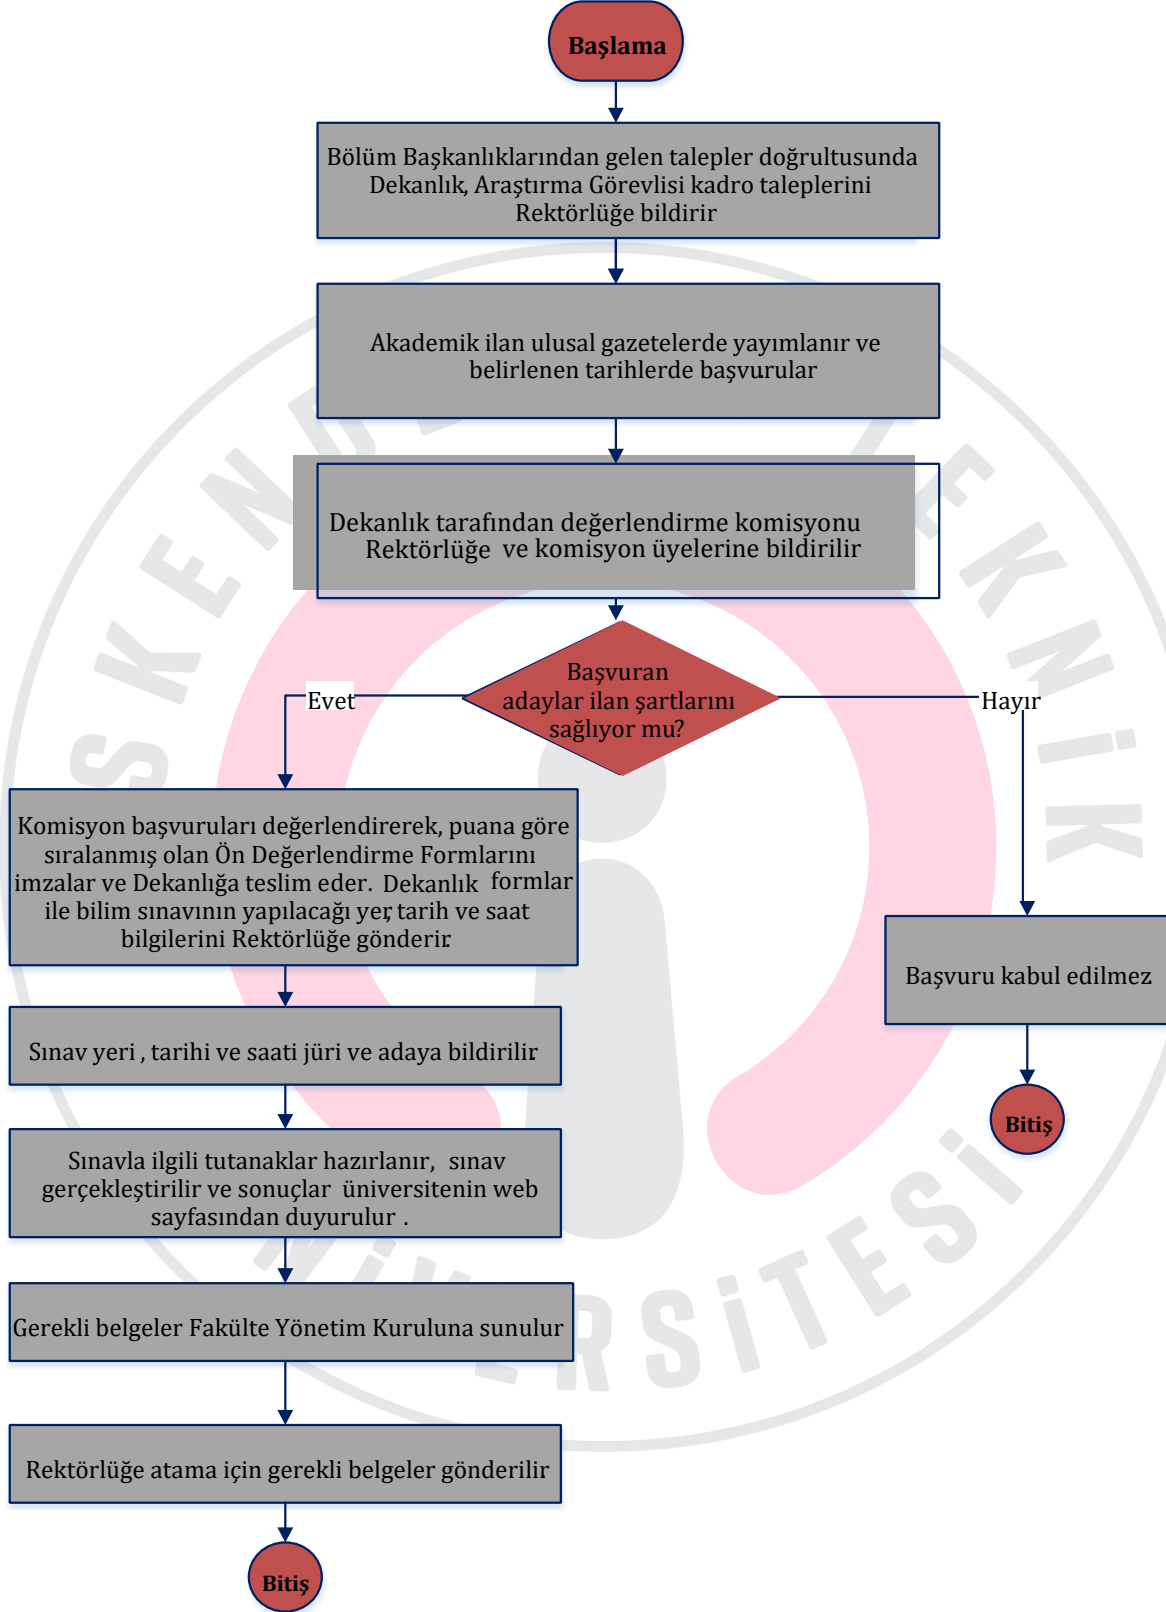 Başlama
Bölüm Başkanlıklarından gelen talepler doğrultusunda
Dekanlık, Araştırma Görevlisi kadro taleplerini
Rektörlüğe bildirir
Akademik ilan ulusal gazetelerde yayımlanır ve
belirlenen tarihlerde başvurular
Dekanlık tarafından değerlendirme komisyonu
Rektörlüğe ve komisyon üyelerine bildirilir
Başvuran
adaylar ilan şartlarını
sağlıyor mu?
Evet
Hayır
Komisyon başvuruları değerlendirerek, puana göre
sıralanmış olan Ön Değerlendirme Formlarını
imzalar ve Dekanlığa teslim eder. Dekanlık formlar
ile bilim sınavının yapılacağı yer, tarih ve saat
bilgilerini Rektörlüğe gönderir.
Başvuru kabul edilmez
Bitiş
Sınav yeri , tarihi ve saati jüri ve adaya bildirilir.
Sınavla ilgili tutanaklar hazırlanır, sınav
gerçekleştirilir ve sonuçlar üniversitenin web
sayfasından duyurulur .
Gerekli belgeler Fakülte Yönetim Kuruluna sunulur
Rektörlüğe atama için gerekli belgeler gönderilir
Bitiş